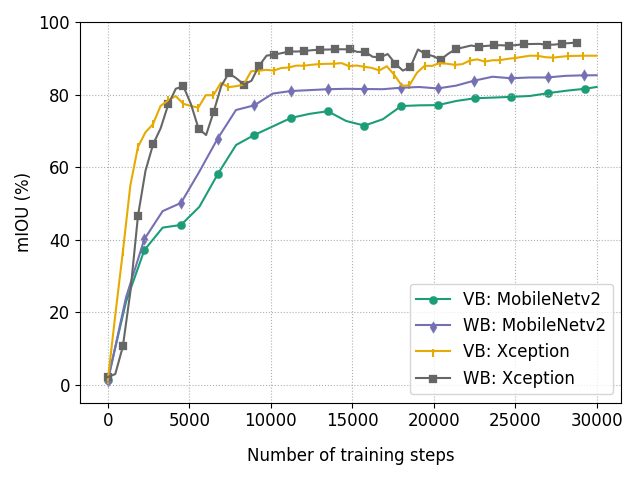 100
80
60
40
20
0
mIOU (%)
VB: MobileNetv2
WB: MobileNetv2
VB: Xception
WB: Xception
0 5000 10000 15000 20000 25000 30000
Number of training steps